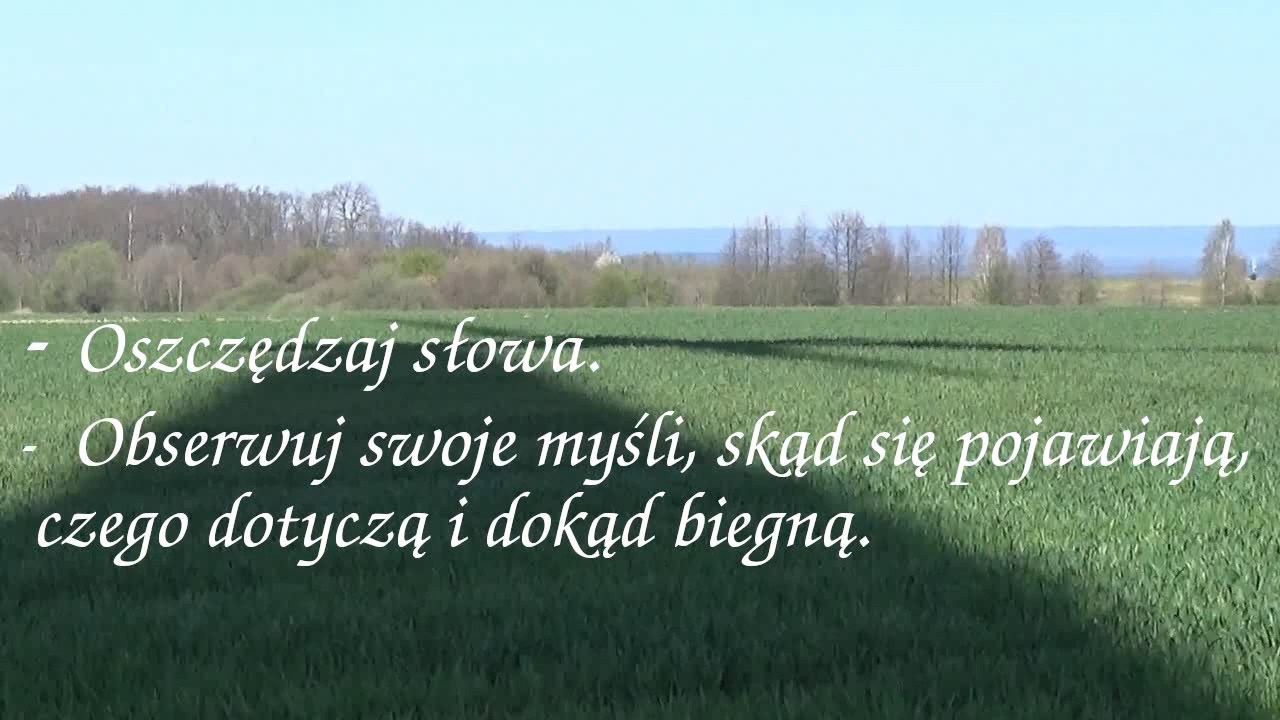 - Oszczędzaj słowa.
- Obserwuj swoje myśli, skąd się pojawiają,
czego dotyczą i dokąd biegną.